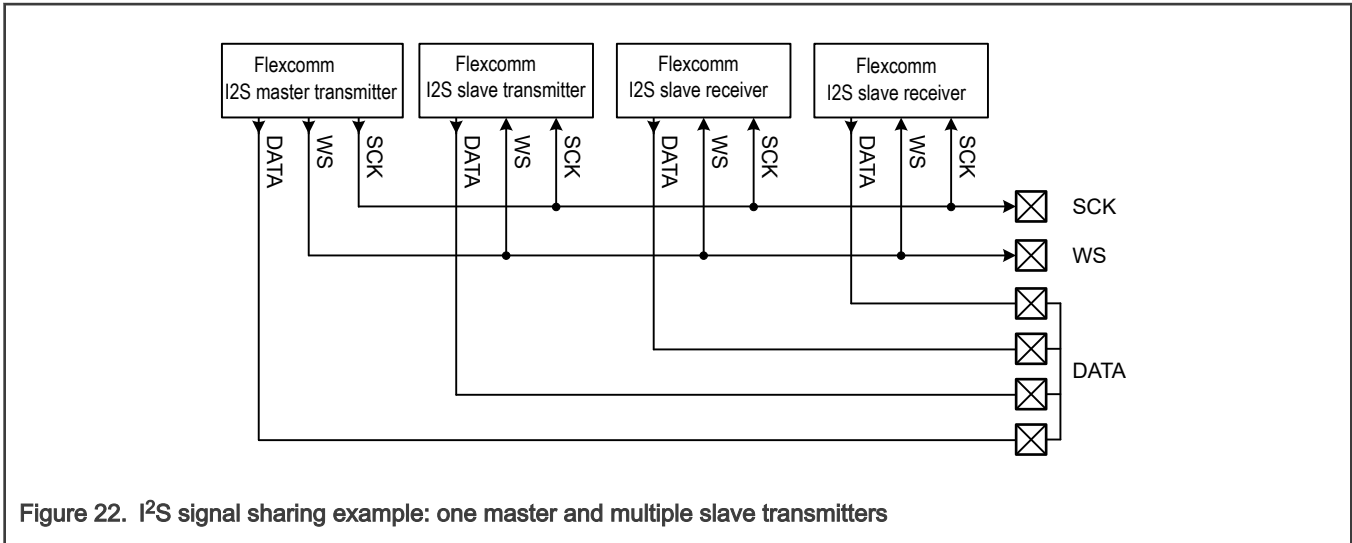 Flexcomm
I2S master transmitter
Flexcomm
I2S slave transmitter
Flexcomm
I2S slave receiver
Flexcomm
I2S slave receiver
DATA
WS
SCK
DATA
WS
SCK
DATA
WS
SCK
DATA
WS
SCK
SCK
WS
DATA
Figure 22. I²S signal sharing example: one master and multiple slave transmitters